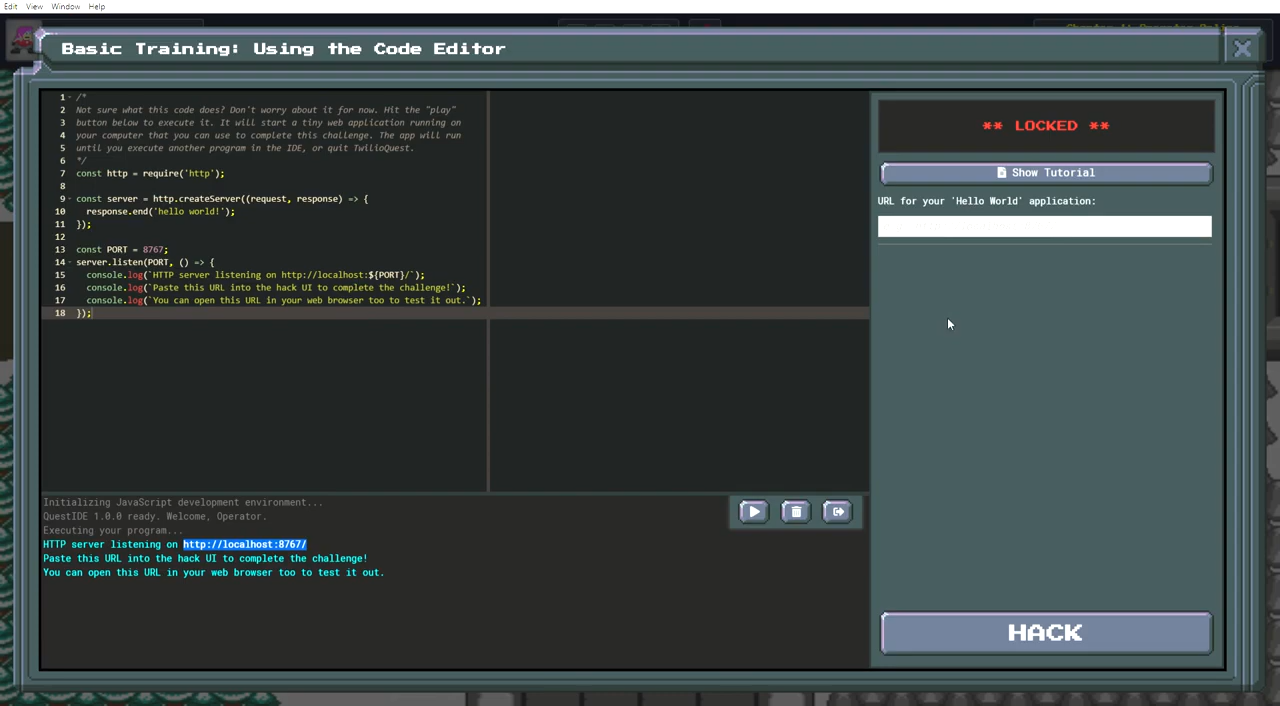 Edit View Window Help
Basic Training: Using the Code Editor
1 /*
2 Not sure what this code does? Don't worry about it for now. Hit the "play"
3 button below to execute it. It will start a tiny web application running on
4 your computer that you can use to complete this challenge. The app will run
5 until you execute another program in the IDE, or quit TwilioQuest.
6 */
7 const http = require('http');
8
9 const server = http.createServer((request, response) => {
10 response.end('hello world!');
11 });
12
13 const PORT = 8767;
14 server.listen(PORT, () => {
15 console.log(`HTTP server listening on http://localhost:${PORT}/`);
16 console.log(`Paste this URL into the hack UI to complete the challenge!`);
17 console.log(`You can open this URL in your web browser too to test it out.`);
18 });
** LOCKED **
Show Tutorial
URL for your 'Hello World' application:
Initializing JavaScript development environment...
QuestIDE 1.0.0 ready. Welcome, Operator.
Executing your program...
HTTP server listening on http://localhost:8767/
Paste this URL into the hack UI to complete the challenge!
You can open this URL in your web browser too to test it out.
HACK